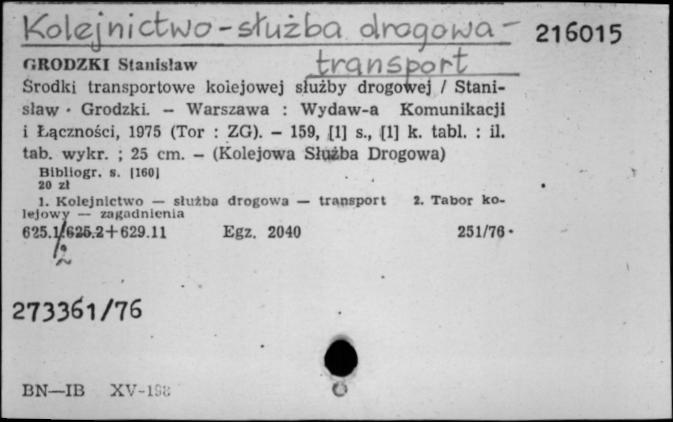 Kolejnictwo - służba drogowa - 216015
transport
GRODZKI Stanisław
Środki transportowe kolejowej służby drogowej / Stani-
sław Grodzki. — Warszawa : Wydaw-a Komunikacji
i Łączności, 1975 (Tor : ZG). — 159, [1] s., [1] k. tabl. : il.
tab. wykr. ; 25 cm. — (Kolejowa Służba Drogowa)
Bibliogr. s. [160]
20 zł
1. Kolejnictwo — służba drogowa — transport 2. Tabor ko-
lejowy — zagadnienia
625.1/625.2+629.11 Egz. 2040 251/76
2
273361/76
BN—IB XV-198